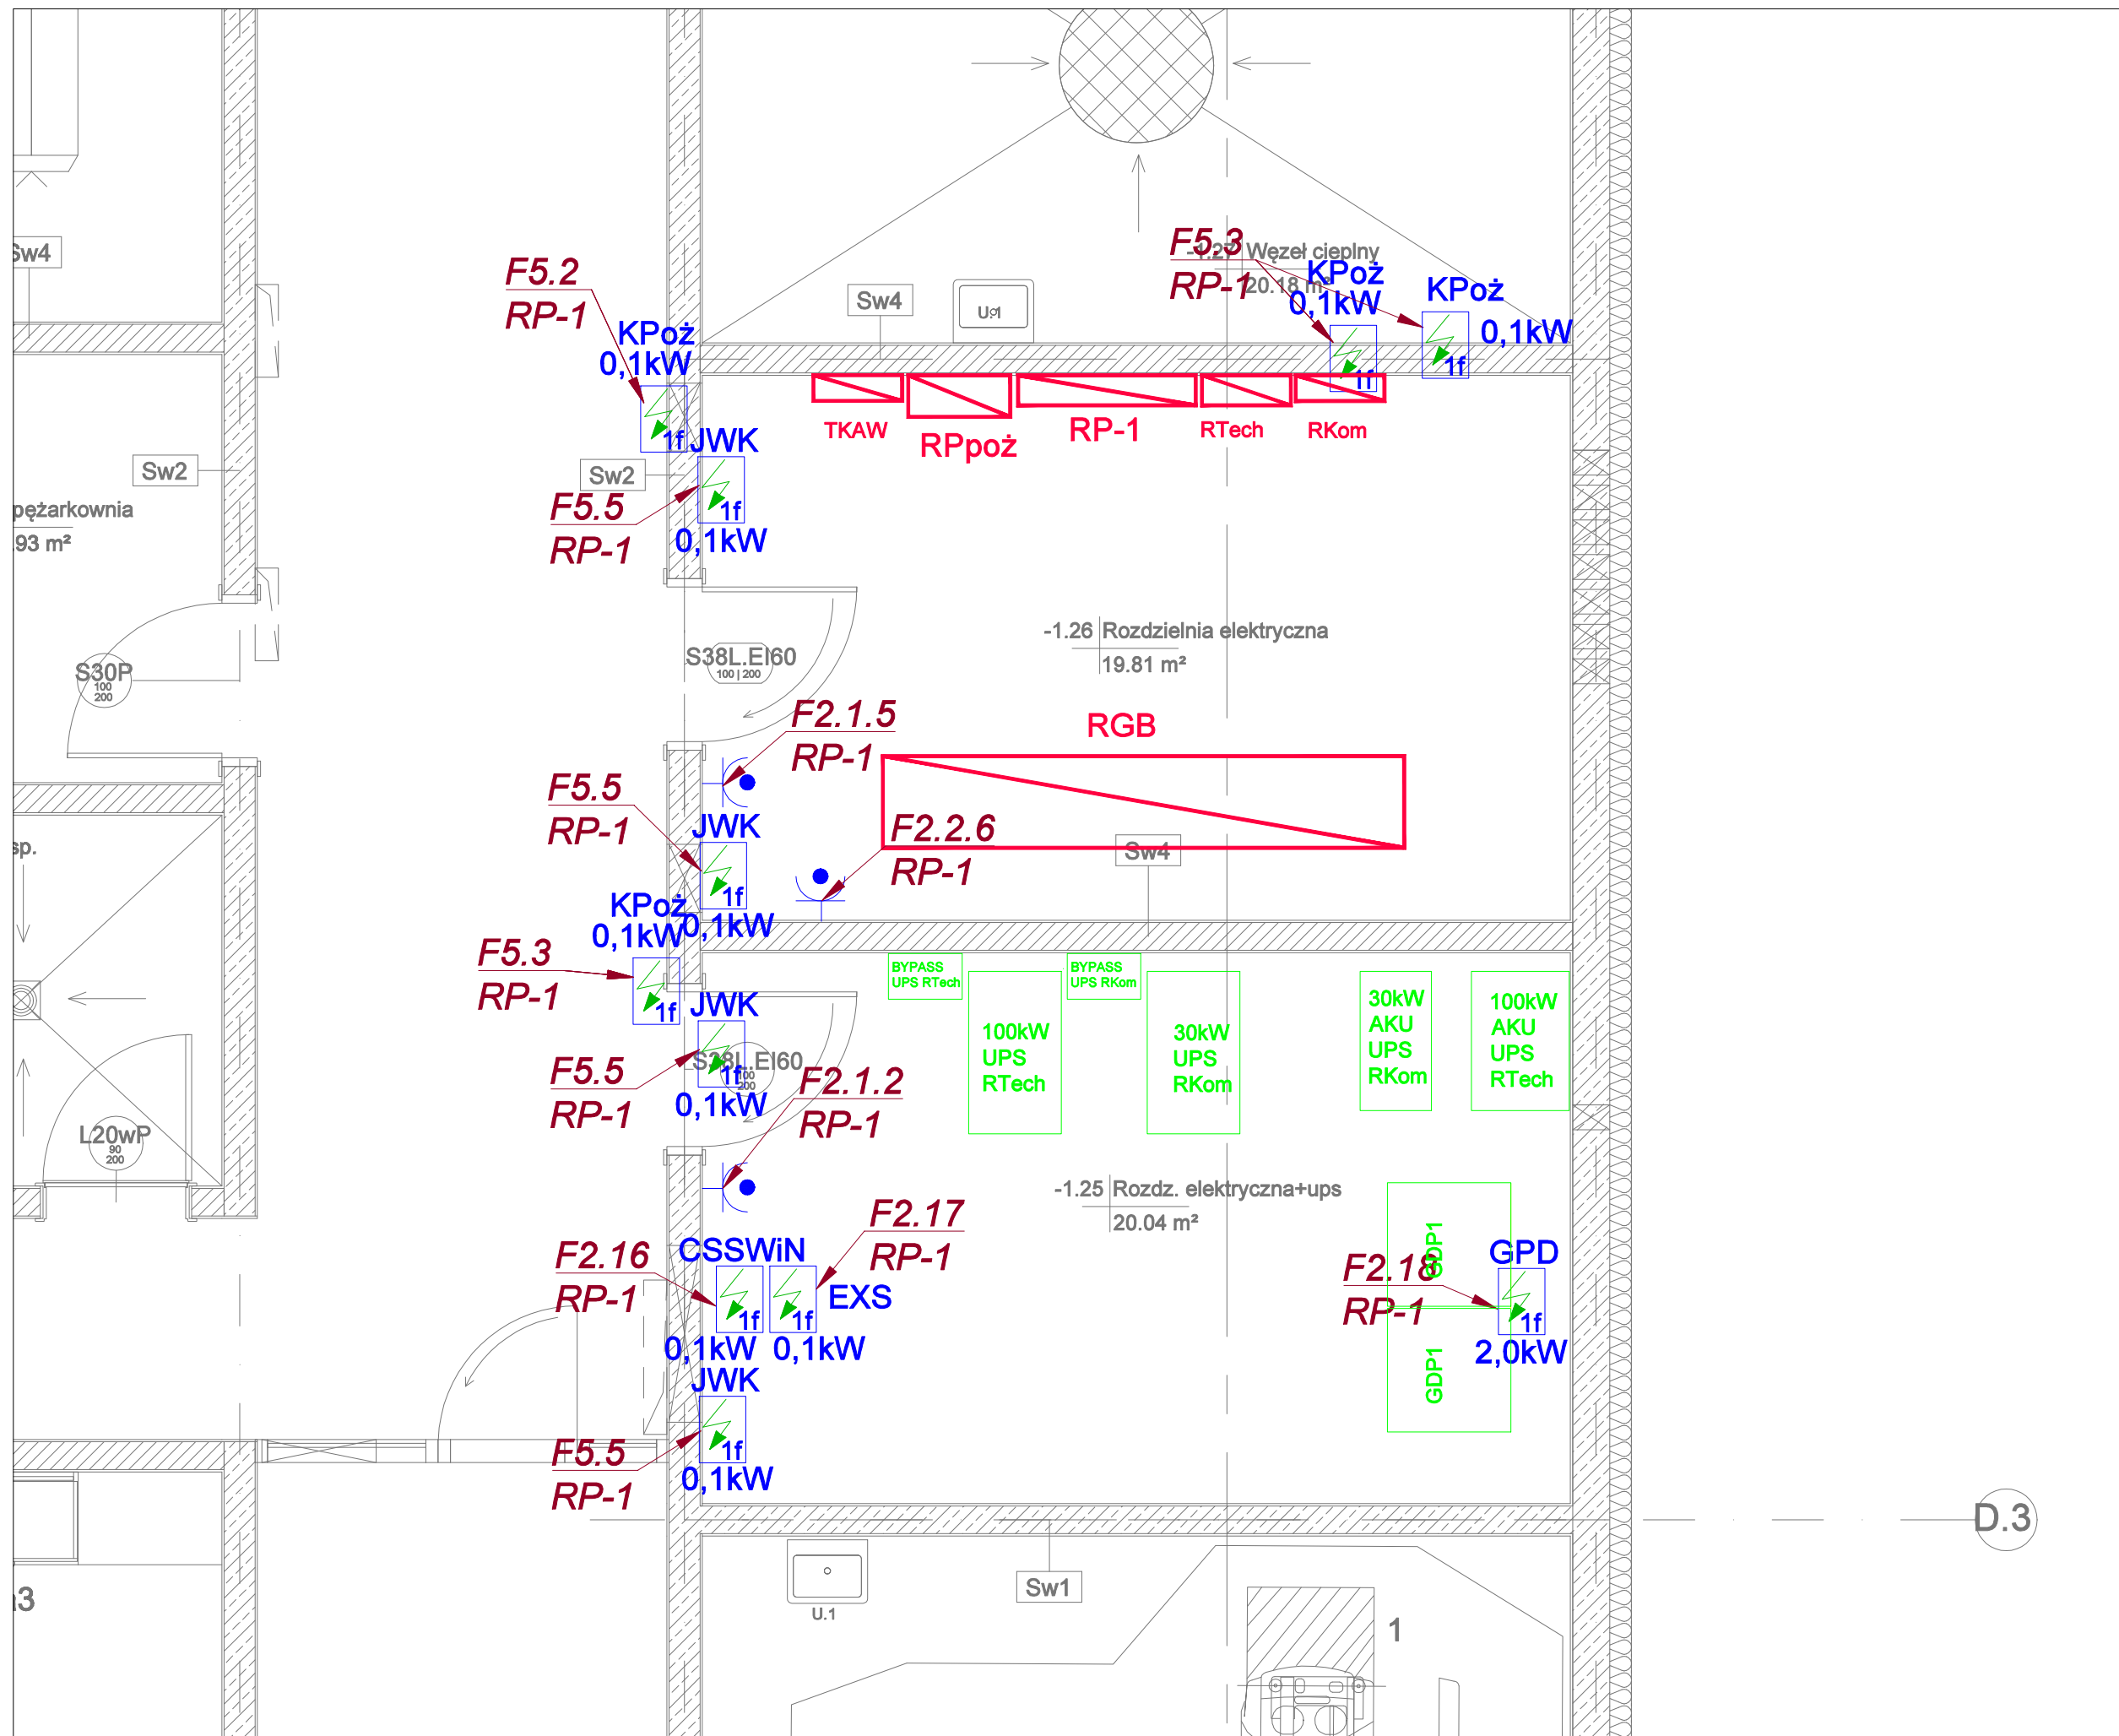 Sw4
F5.2
RP-1
KPoż
0,1kW
1f
Sw4
U.1
F5.3
RP-1
-1.27 Węzeł cieplny
20.18 m²
KPoż
0,1kW
1f
KPoż
0,1kW
1f
TKAW
RPpoż
RP-1
RTech
RKom
Sw2
pężarkownia
.93 m²
Sw2
JWK
1f
0,1kW
F5.5
RP-1
S30P
100
200
S38L.EI60
100 | 200
-1.26 Rozdzielnia elektryczna
19.81 m²
F2.1.5
RP-1
RGB
F5.5
RP-1
JWK
1f
0,1kW
F2.2.6
RP-1
Sw4
sp.
KPoż
0,1kW
1f
F5.3
RP-1
JWK
1f
0,1kW
F5.5
RP-1
S38L.EI60
100
200
F2.1.2
RP-1
BYPASS
UPS RTech
BYPASS
UPS RKom
100kW
UPS
RTech
30kW
UPS
RKom
30kW
AKU
UPS
RKom
100kW
AKU
UPS
RTech
L20wP
90
200
-1.25 Rozdz. elektryczna+ups
20.04 m²
F2.16
RP-1
CSSWiN
1f
0,1kW
F2.17
RP-1
EXS
1f
0,1kW
F2.18
RP-1
GDP1
GDP1
GPD
1f
2,0kW
JWK
1f
0,1kW
F5.5
RP-1
D.3
Sw1
U.1
1